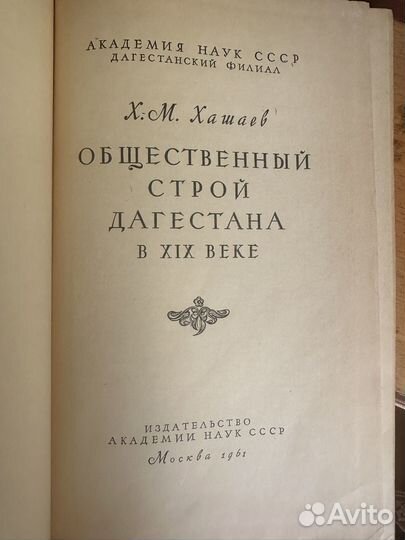 АКАДЕМИЯ НАУК СССР
ДАГЕСТАНСКИЙ ФИЛИАЛ
Х.-М. Хашаев
ОБЩЕСТВЕННЫЙ
СТРОЙ
ДАГЕСТАНА
В XIX ВЕКЕ
ИЗДАТЕЛЬСТВО
АКАДЕМИИ НАУК СССР
Москва 1961
Avito